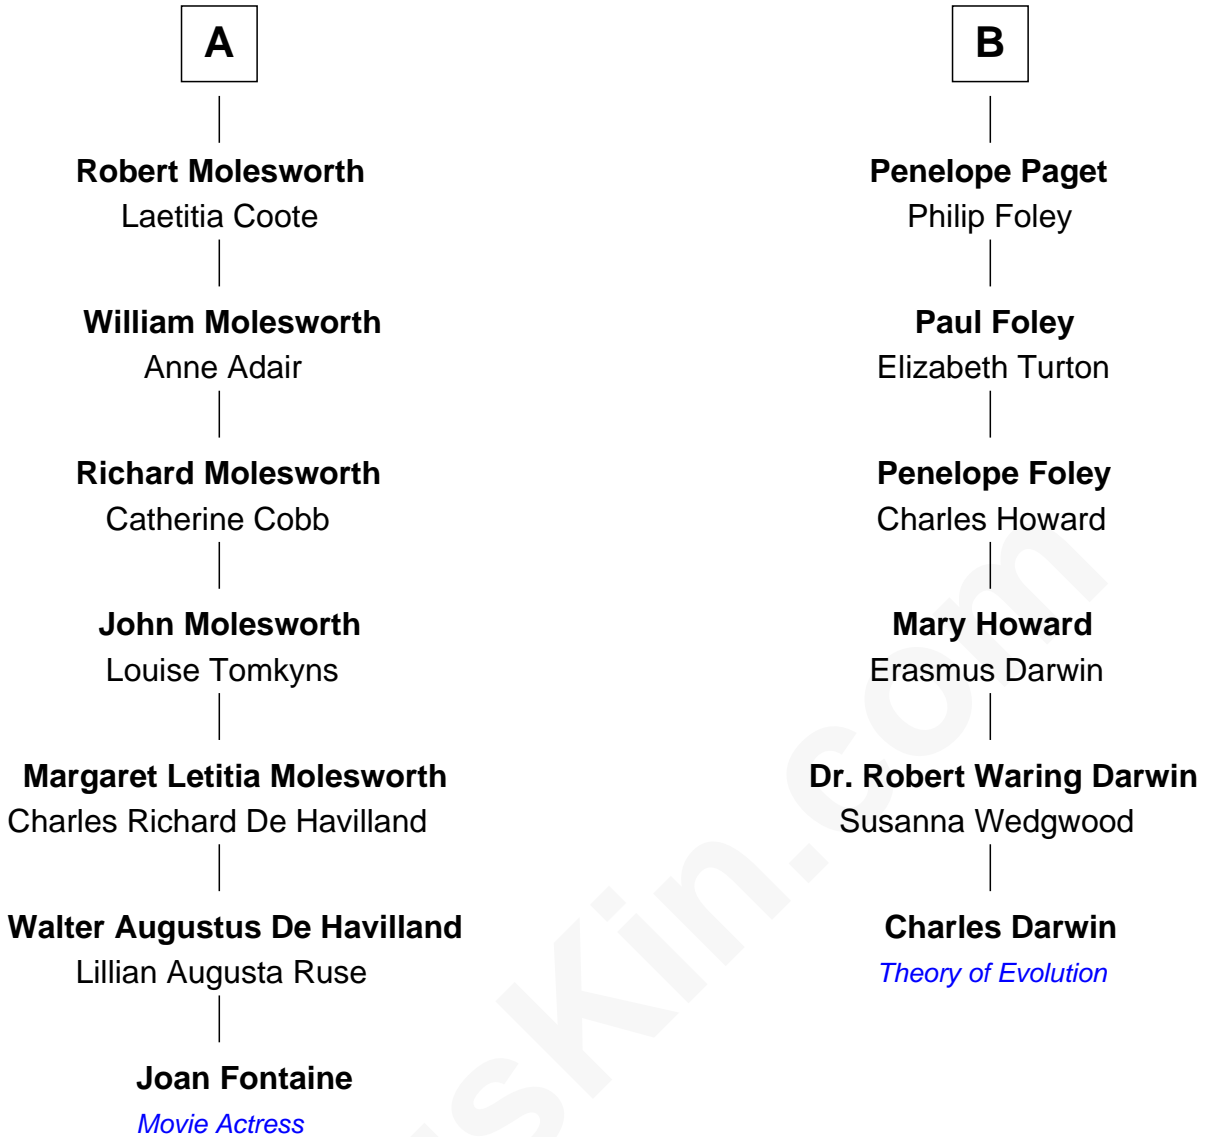 A
B
Robert Molesworth
Laetitia Coote
Penelope Paget
Philip Foley
William Molesworth
Anne Adair
Paul Foley
Elizabeth Turton
Richard Molesworth
Catherine Cobb
Penelope Foley
Charles Howard
John Molesworth
Louise Tomkyns
Mary Howard
Erasmus Darwin
Margaret Letitia Molesworth
Charles Richard De Havilland
Dr. Robert Waring Darwin
Susanna Wedgwood
Walter Augustus De Havilland
Lillian Augusta Ruse
Charles Darwin
Theory of Evolution
Joan Fontaine
Movie Actress
usKin.com